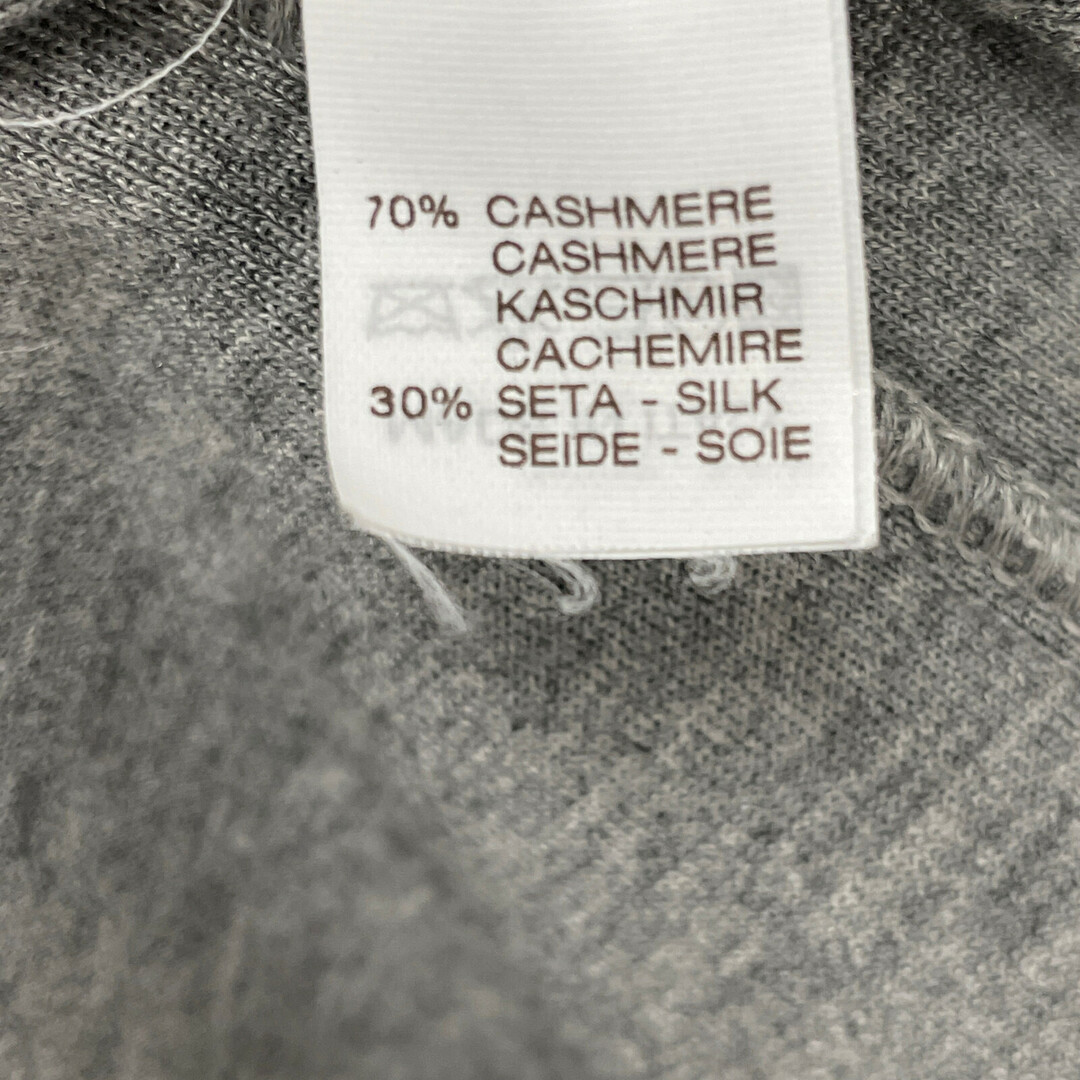 70% CASHMERE
CASHMERE
KASCHMIR
CACHEMIRE
30% SETA - SILK
SEIDE - SOIE